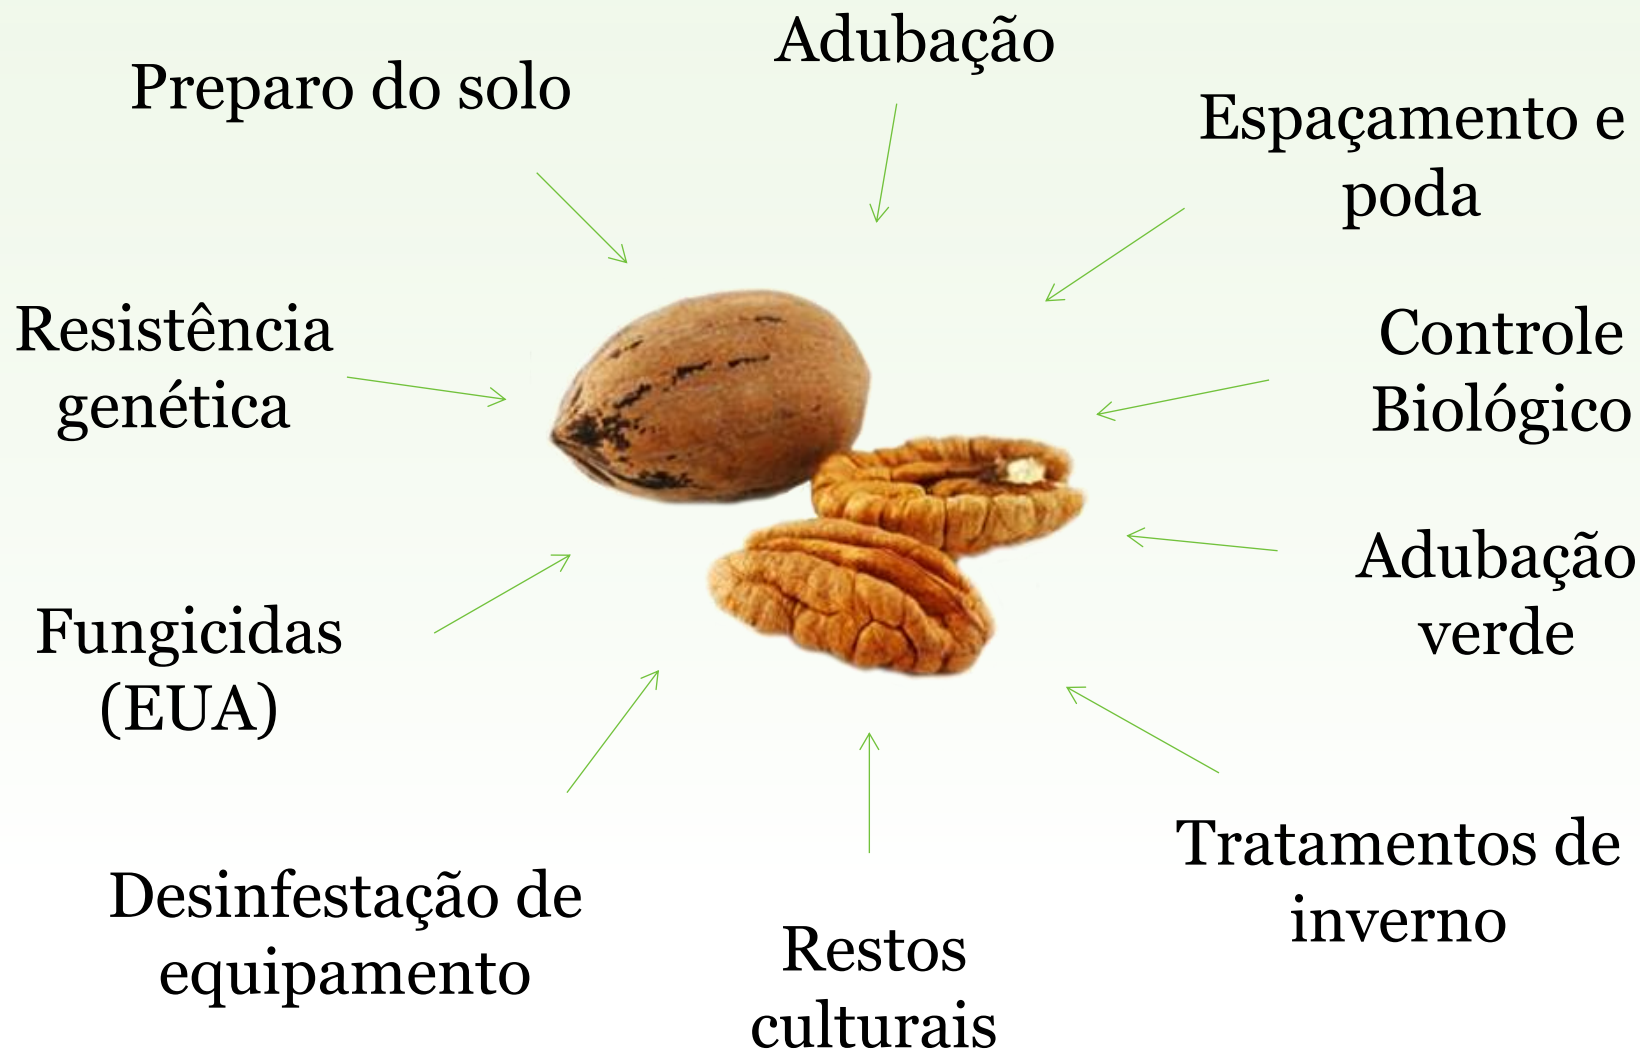 Adubação
Preparo do solo
Espaçamento e
poda
Resistência
genética
Controle
Biológico
Adubação
verde
Fungicidas
(EUA)
Tratamentos de
inverno
Desinfestação de
equipamento
Restos
culturais